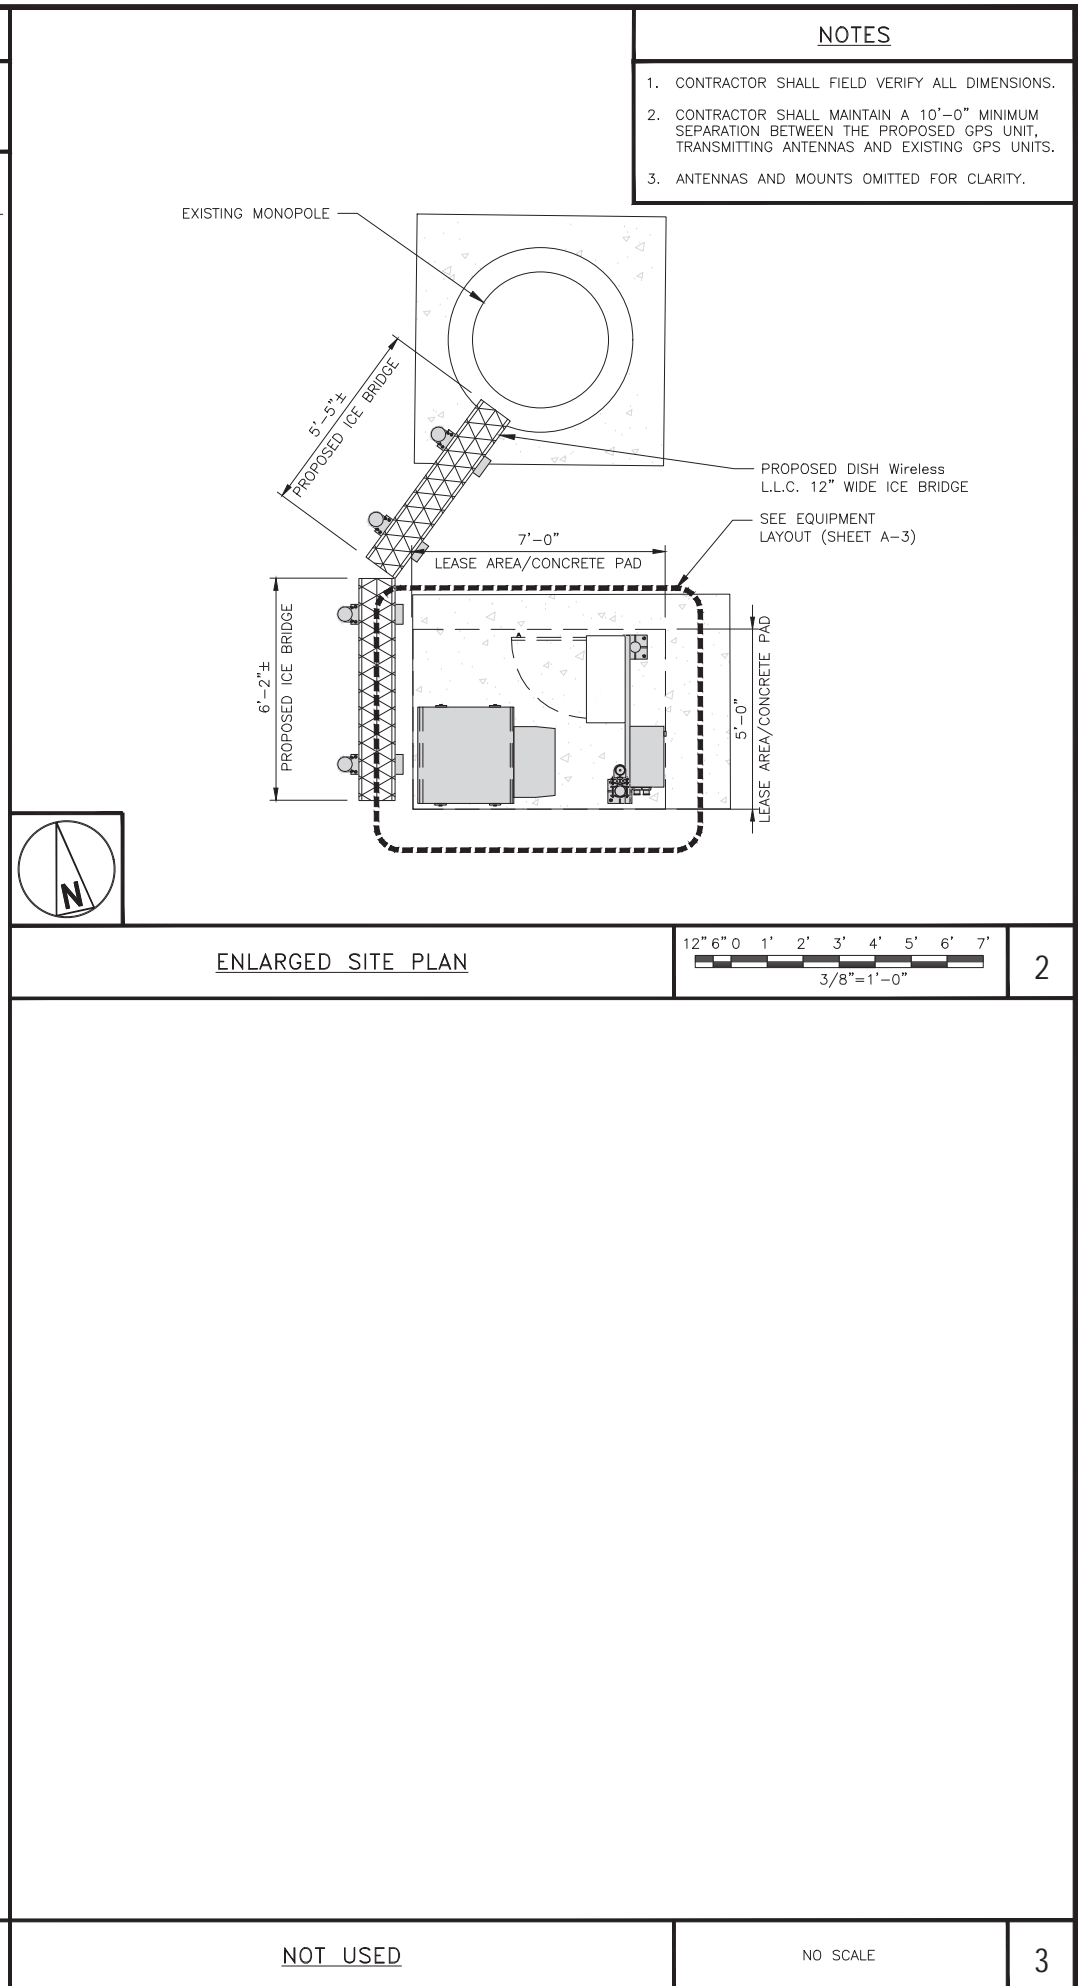 NOTES
1. CONTRACTOR SHALL FIELD VERIFY ALL DIMENSIONS.
2. CONTRACTOR SHALL MAINTAIN A 10'-0" MINIMUM
SEPARATION BETWEEN THE PROPOSED GPS UNIT,
TRANSMITTING ANTENNAS AND EXISTING GPS UNITS.
3. ANTENNAS AND MOUNTS OMITTED FOR CLARITY.
EXISTING MONOPOLE
5'-5"±
PROPOSED ICE BRIDGE
PROPOSED DISH Wireless
L.L.C. 12" WIDE ICE BRIDGE
SEE EQUIPMENT
LAYOUT (SHEET A-3)
7'-0"
LEASE AREA/CONCRETE PAD
6'-2"±
PROPOSED ICE BRIDGE
5'-0"
LEASE AREA/CONCRETE PAD
N
ENLARGED SITE PLAN
12" 6" 0 1' 2' 3' 4' 5' 6' 7'
3/8"=1'-0"
2
NOT USED
NO SCALE
3